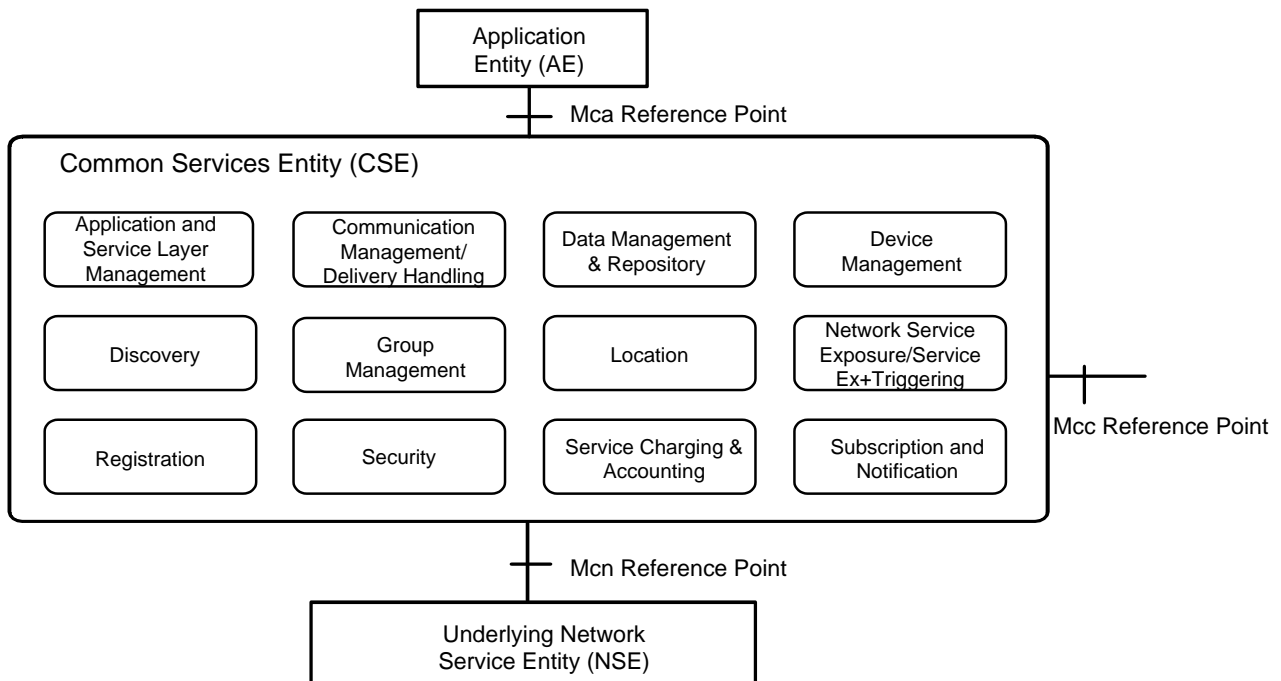 Application
Entity (AE)
Mca Reference Point
Common Services Entity (CSE)
Application and
Service Layer
Management
Communication
Management/
Delivery Handling
Data Management
& Repository
Device
Management
Discovery
Group
Management
Location
Network Service
Exposure/Service
Ex+Triggering
Mcc Reference Point
Registration
Security
Service Charging &
Accounting
Subscription and
Notification
Mcn Reference Point
Underlying Network
Service Entity (NSE)